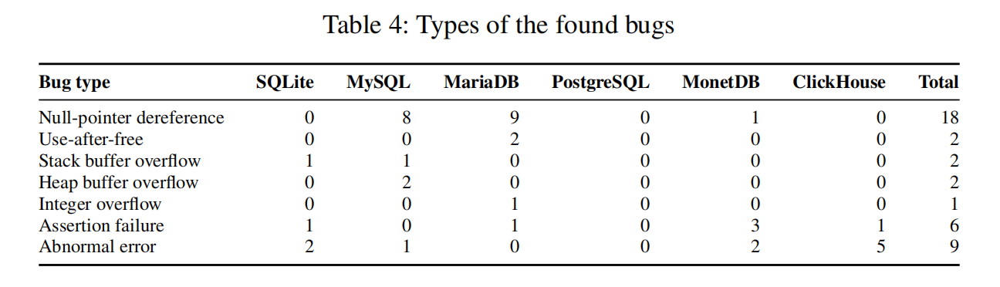 Table 4: Types of the found bugs
Bug type SQLite MySQL MariaDB PostgreSQL MonetDB ClickHouse Total
Null-pointer dereference 0 8 9 0 1 0 18
Use-after-free 0 0 2 0 0 0 2
Stack buffer overflow 1 1 0 0 0 0 2
Heap buffer overflow 0 2 0 0 0 0 2
Integer overflow 0 0 1 0 0 0 1
Assertion failure 1 0 1 0 3 1 6
Abnormal error 2 1 0 0 2 5 9